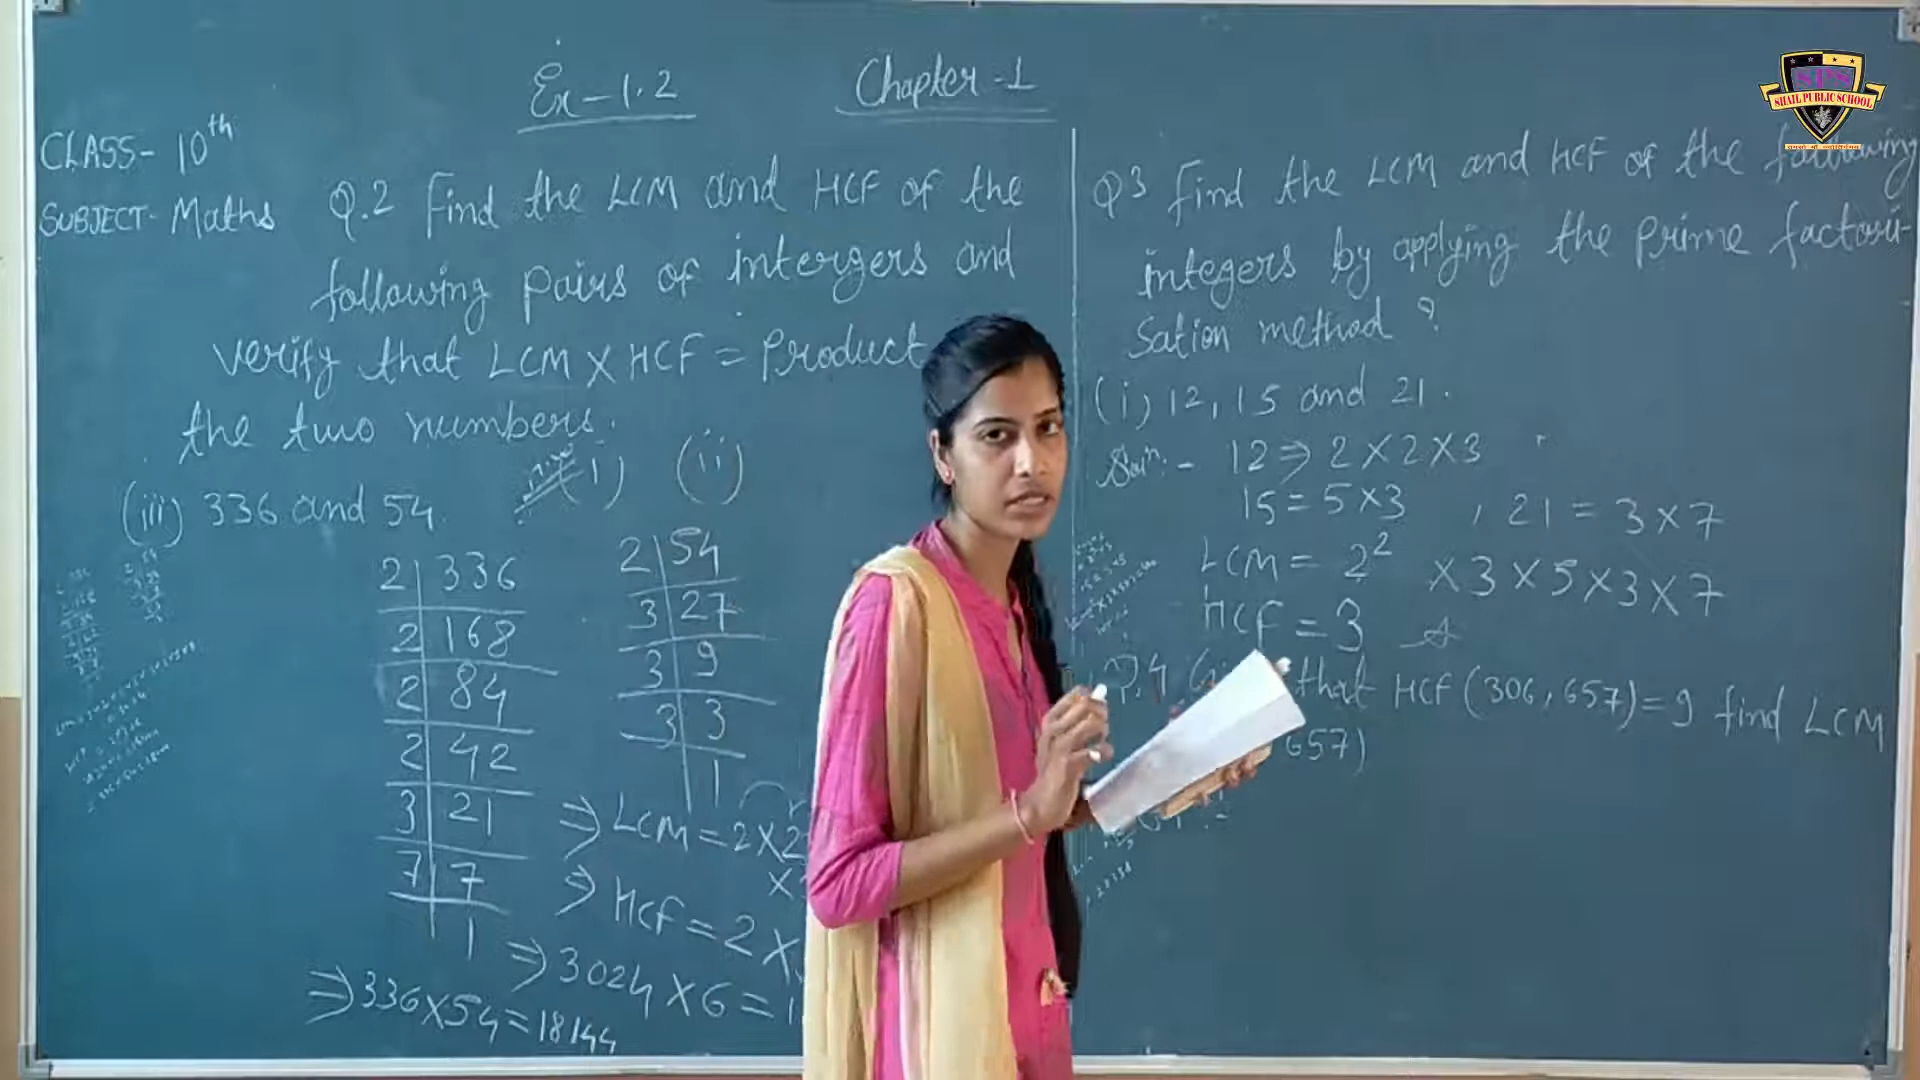 Ex-1.2
Chapter-1
CLASS- 10th
SUBJECT- Maths
Q.2 Find the LCM and HCF of the
following pairs of intergers and
verify that LCM X HCF = Product
the two numbers.
(i) (ii)
(iii) 336 and 54.
2 | 336
2 | 168
2 | 84
2 | 42
3 | 21
7 | 7
1
2 | 54
3 | 27
3 | 9
3 | 3
1
⇒ LCM = 2X2
X
⇒ HCF = 2 X
⇒ 3024 X 6 = 1
⇒ 336X54 = 18144
Q3 Find the LCM and HCF of the following
integers by applying the prime factori-
sation method ?
(i) 12, 15 and 21.
Soln:- 12 ⇒ 2X2X3
15 = 5X3 , 21 = 3X7
LCM = 2² X3X5X3X7
HCF = 3
Q.4 that HCF (306, 657) = 9 find LCM
657)
SPS
SHAIL PUBLIC SCHOOL